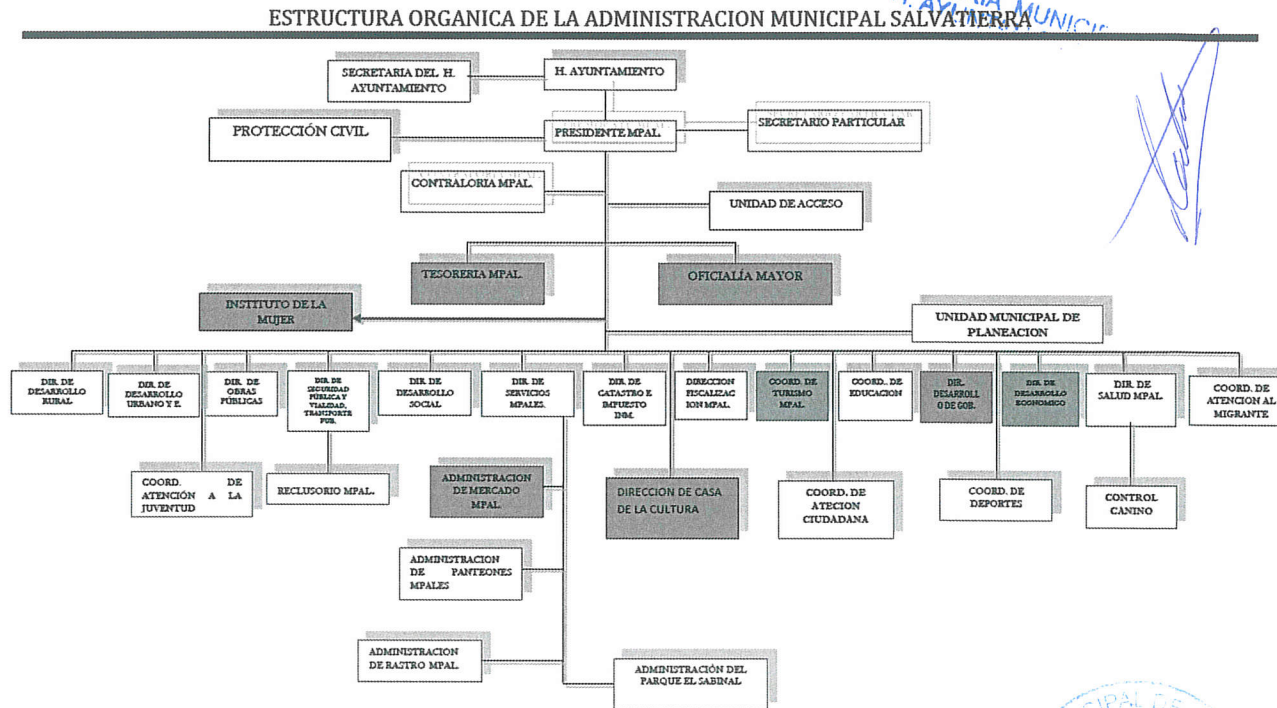 ESTRUCTURA ORGANICA DE LA ADMINISTRACION MUNICIPAL SALVATIERRA
SECRETARIA DEL H.
AYUNTAMIENTO
H. AYUNTAMIENTO
PROTECCIÓN CIVIL
PRESIDENTE MPAL.
SECRETARIO PARTICULAR
CONTRALORIA MPAL.
UNIDAD DE ACCESO
TESORERIA MPAL.
OFICIALÍA MAYOR
INSTITUTO DE LA
MUJER
UNIDAD MUNICIPAL DE
PLANEACION
DIR. DE
DESARROLLO
RURAL
DIR. DE
DESARROLLO
URBANO Y E.
DIR. DE
OBRAS
PÚBLICAS
DIR. DE
SEGURIDAD
PÚBLICA Y
VIALIDAD,
TRANSPORTE
PUB.
DIR. DE
DESARROLLO
SOCIAL
DIR. DE
SERVICIOS
MPALES.
DIR. DE
CATASTRO E
IMPUESTO
INM.
DIRECCION
FISCALIZAC
ION MPAL.
COORD. DE
TURISMO
MPAL.
COORD.. DE
EDUCACION
DIR.
DESARROLL
O DE GOB.
DIR. DE
DESARROLLO
ECONOMICO
DIR. DE
SALUD MPAL.
COORD. DE
ATENCION AL
MIGRANTE
COORD. DE
ATENCIÓN A LA
JUVENTUD
RECLUSORIO MPAL.
ADMINISTRACION
DE MERCADO
MPAL.
DIRECCION DE CASA
DE LA CULTURA
COORD. DE
ATECION
CIUDADANA
COORD. DE
DEPORTES
CONTROL
CANINO
ADMINISTRACION
DE PANTEONES
MPALES
ADMINISTRACION
DE RASTRO MPAL.
ADMINISTRACIÓN DEL
PARQUE EL SABINAL